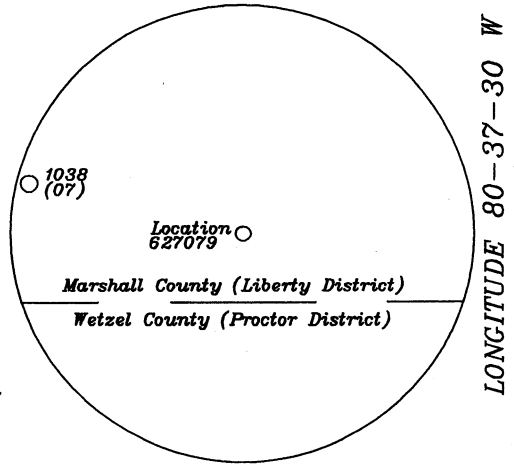 1038
(07)
Location
627079
Marshall County (Liberty District)
Wetzel County (Proctor District)
LONGITUDE 80-37-30 W